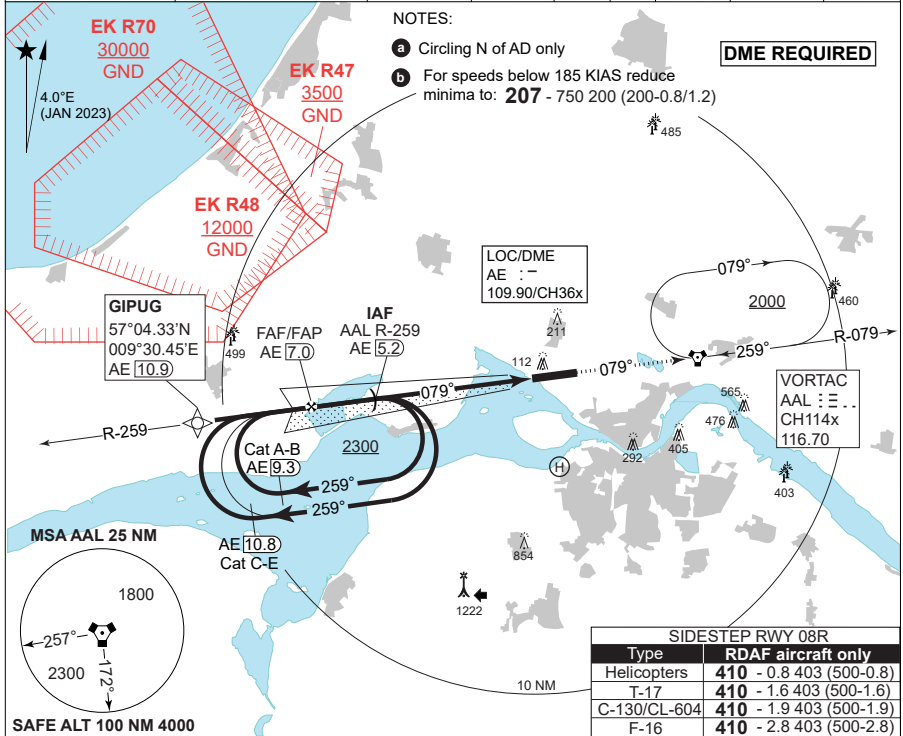 NOTES:
a Circling N of AD only
b For speeds below 185 KIAS reduce
minima to: 207 - 750 200 (200-0.8/1.2)
DME REQUIRED
EK R70
30000
GND
EK R47
3500
GND
4.0°E
(JAN 2023)
485
EK R48
12000
GND
LOC/DME
AE : –
109.90/CH36x
079°
2000
460
GIPUG
57°04.33'N
009°30.45'E
AE 10.9
499
FAF/FAP
AE 7.0
IAF
AAL R-259
AE 5.2
211
112
079°
079°
259°
R-079
VORTAC
AAL
CH114x
116.70
565
476
R-259
2300
Cat A-B
AE 9.3
259°
259°
292
405
H
403
AE 10.8
Cat C-E
854
1222
MSA AAL 25 NM
1800
257°
2300
172°
SAFE ALT 100 NM 4000
10 NM
SIDESTEP RWY 08R
Type RDAF aircraft only
Helicopters 410 - 0.8 403 (500-0.8)
T-17 410 - 1.6 403 (500-1.6)
C-130/CL-604 410 - 1.9 403 (500-1.9)
F-16 410 - 2.8 403 (500-2.8)